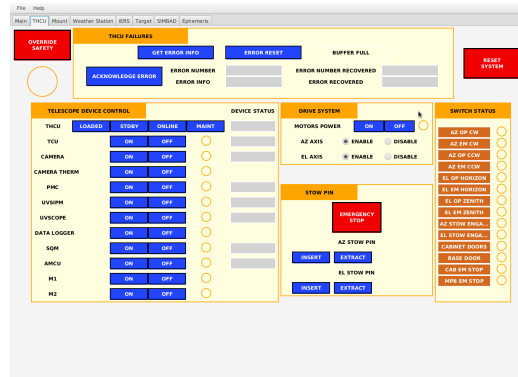 File Help
Main THCU Mount Weather Station IERS Target SIMBAD Ephemeris
OVERRIDE
SAFETY
THCU FAILURES
GET ERROR INFO ERROR RESET BUFFER FULL
ACKNOWLEDGE ERROR
ERROR NUMBER ERROR NUMBER RECOVERED
ERROR INFO ERROR RECOVERED
RESET
SYSTEM
TELESCOPE DEVICE CONTROL DEVICE STATUS
THCU LOADED STDBY ONLINE MAINT
TCU ON OFF
CAMERA ON OFF
CAMERA THERM ON OFF
PMC ON OFF
UVSIPM ON OFF
UVSCOPE ON OFF
DATA LOGGER ON OFF
SQM ON OFF
AMCU ON OFF
M1 ON OFF
M2 ON OFF
DRIVE SYSTEM
MOTORS POWER ON OFF
AZ AXIS ENABLE DISABLE
EL AXIS ENABLE DISABLE
STOW PIN
EMERGENCY
STOP
AZ STOW PIN
INSERT EXTRACT
EL STOW PIN
INSERT EXTRACT
SWITCH STATUS
AZ OP CW
AZ EM CW
AZ OP CCW
AZ EM CCW
EL OP HORIZON
EL EM HORIZON
EL OP ZENITH
EL EM ZENITH
AZ STOW ENGA...
EL STOW ENGA...
CABINET DOORS
BASE DOOR
CAB EM STOP
MPB EM STOP